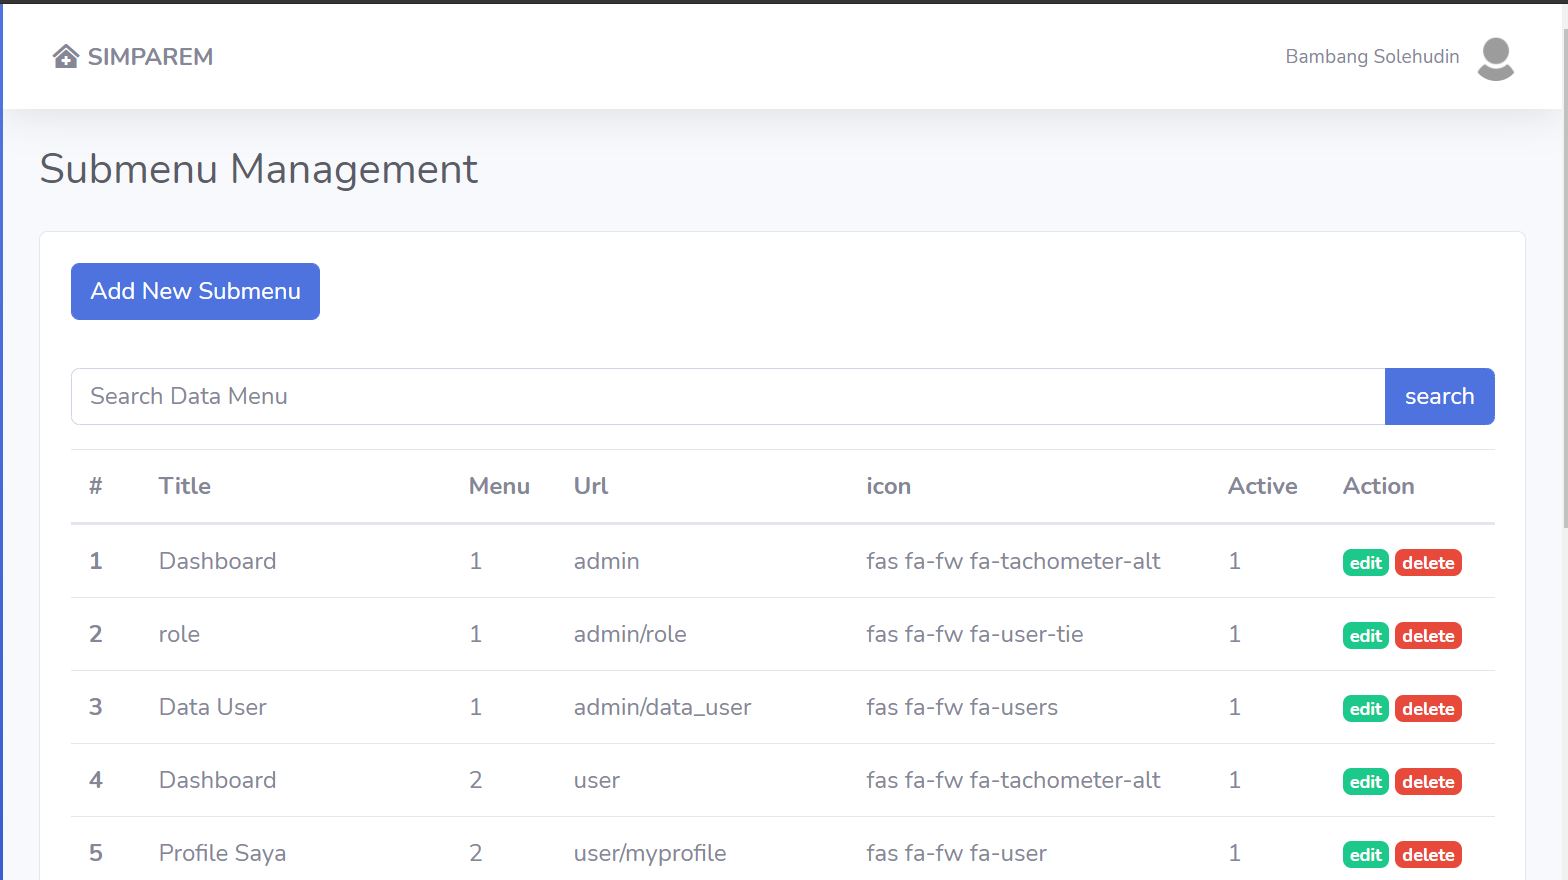 SIMPAREM
Bambang Solehudin
Submenu Management
Add New Submenu
Search Data Menu search
# Title Menu Url icon Active Action
1 Dashboard 1 admin fas fa-fw fa-tachometer-alt 1 edit delete
2 role 1 admin/role fas fa-fw fa-user-tie 1 edit delete
3 Data User 1 admin/data_user fas fa-fw fa-users 1 edit delete
4 Dashboard 2 user fas fa-fw fa-tachometer-alt 1 edit delete
5 Profile Saya 2 user/myprofile fas fa-fw fa-user 1 edit delete